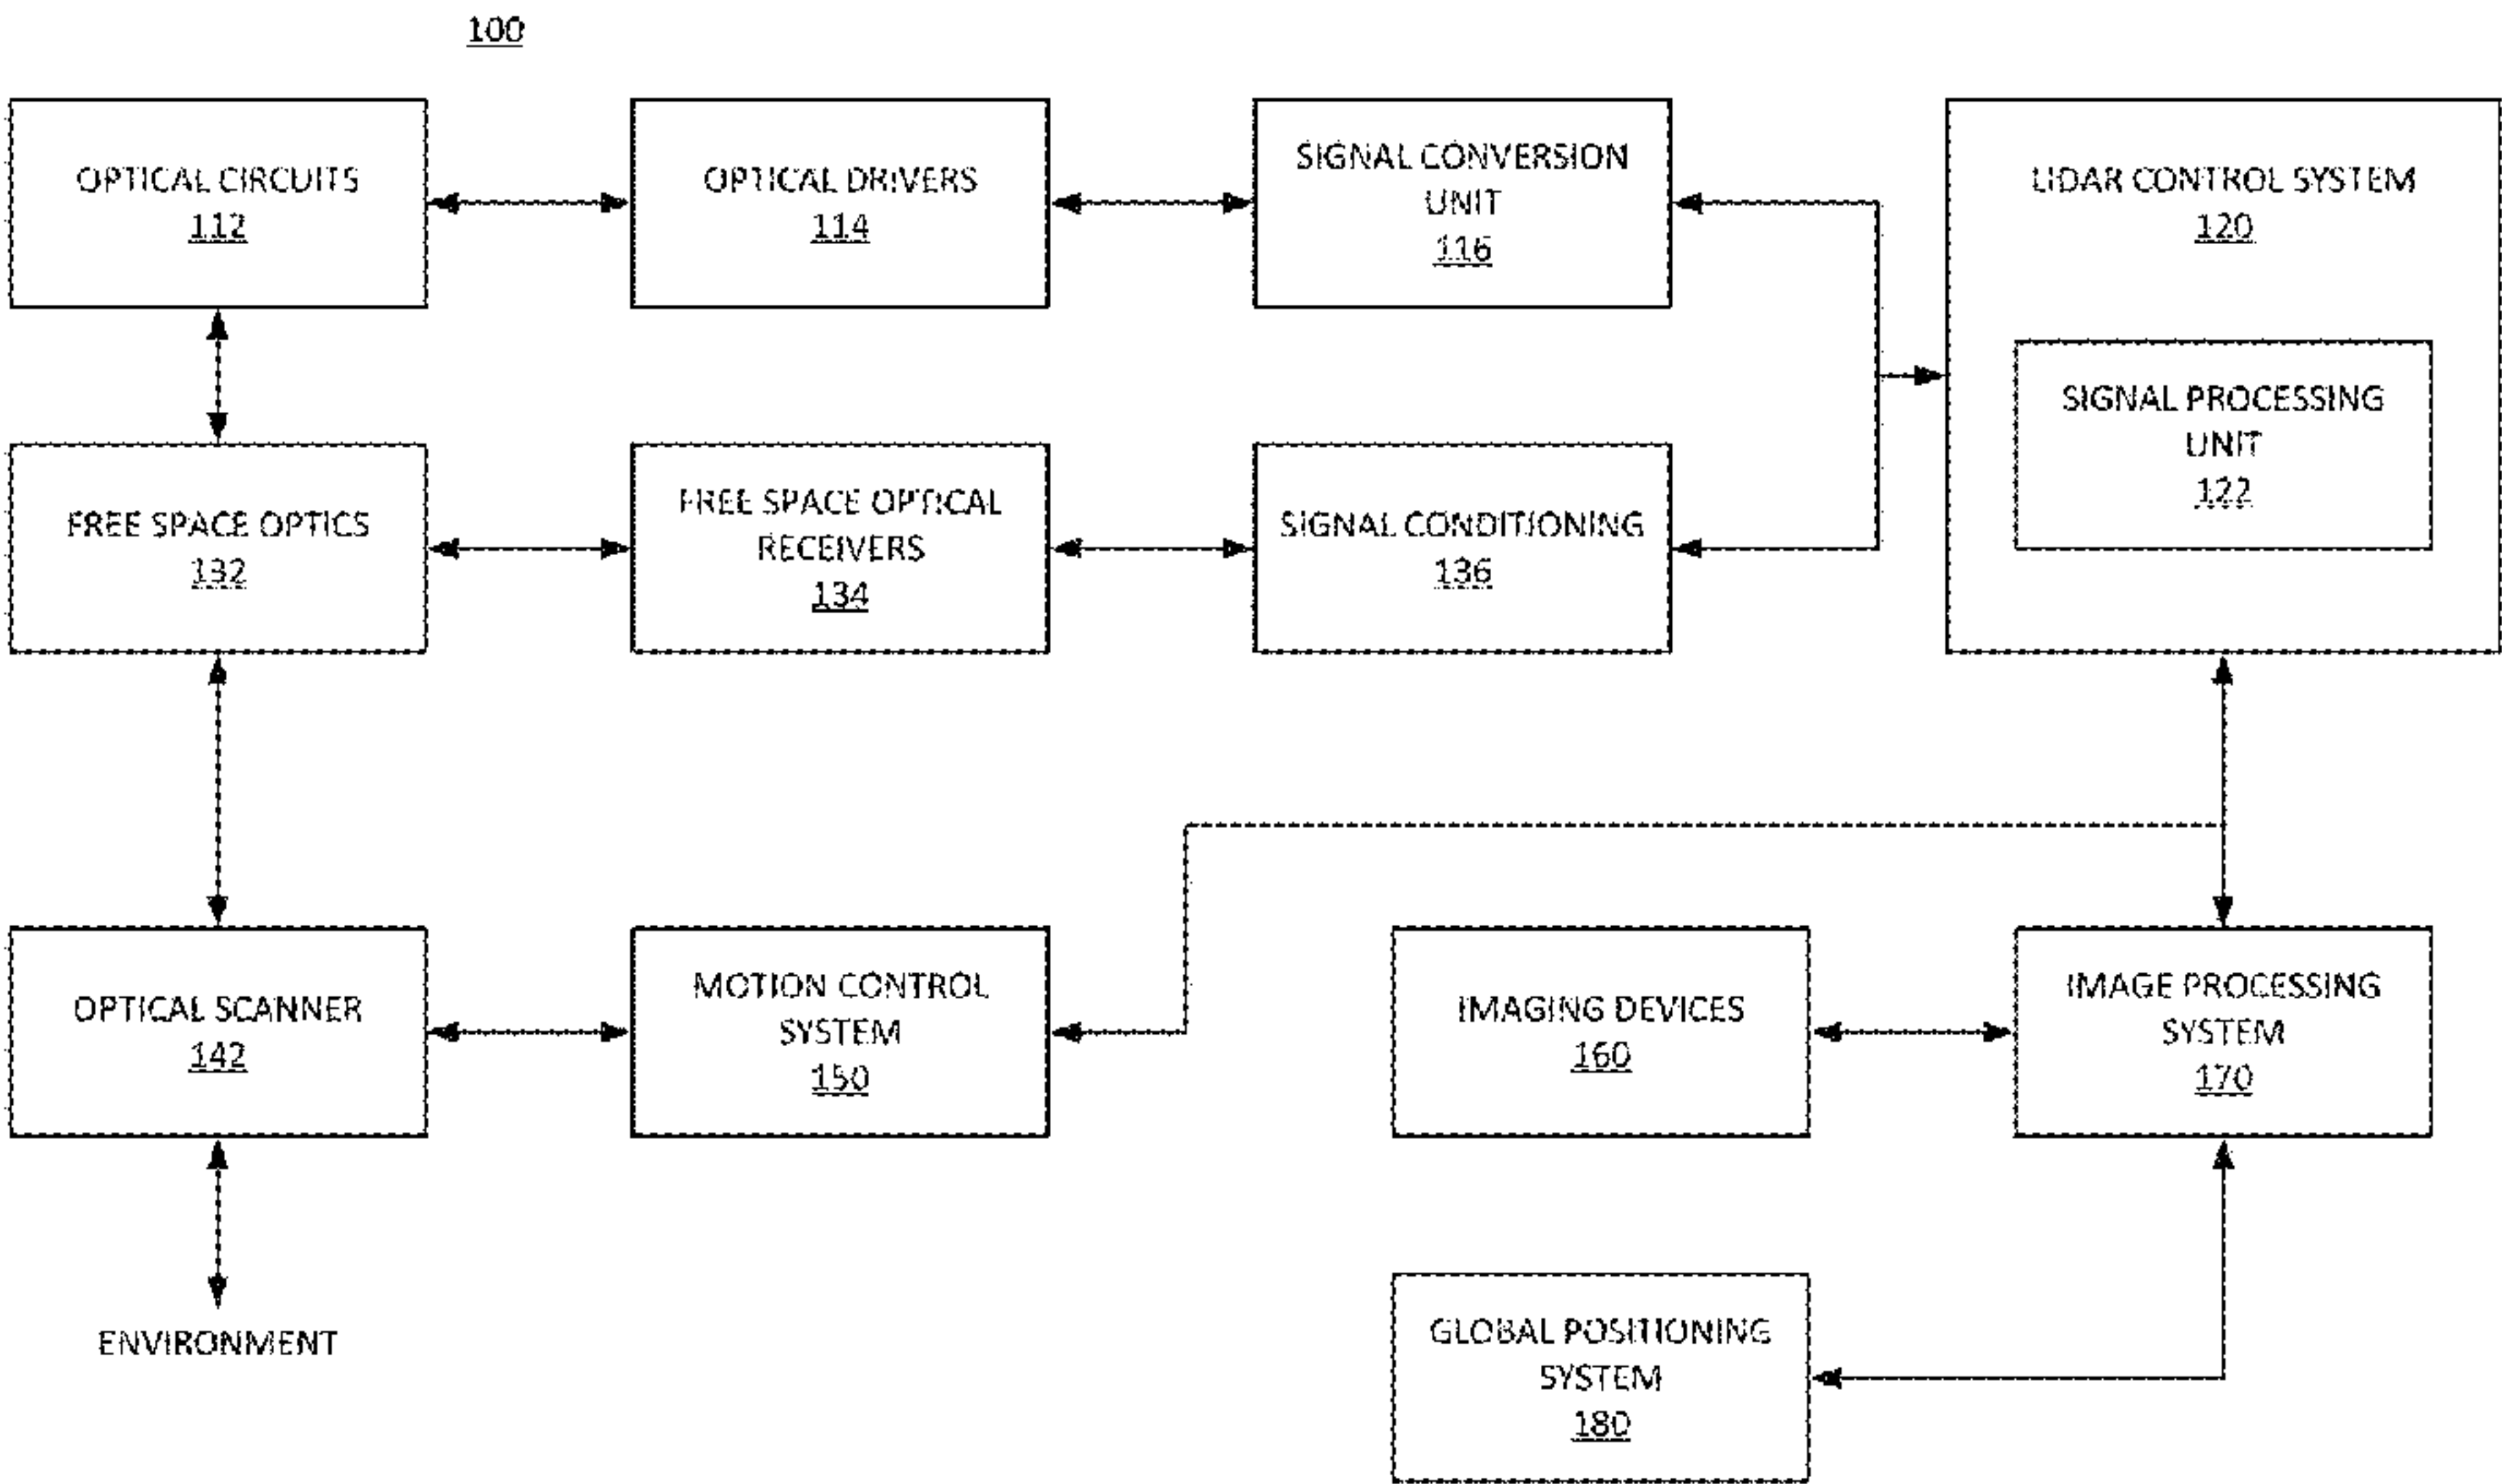 100
OPTICAL CIRCUITS
112
OPTICAL DRIVERS
114
SIGNAL CONVERSION
UNIT
116
LIDAR CONTROL SYSTEM
120
SIGNAL PROCESSING
UNIT
122
FREE SPACE OPTICS
132
FREE SPACE OPTICAL
RECEIVERS
134
SIGNAL CONDITIONING
136
OPTICAL SCANNER
142
MOTION CONTROL
SYSTEM
150
IMAGING DEVICES
160
IMAGE PROCESSING
SYSTEM
170
ENVIRONMENT
GLOBAL POSITIONING
SYSTEM
180